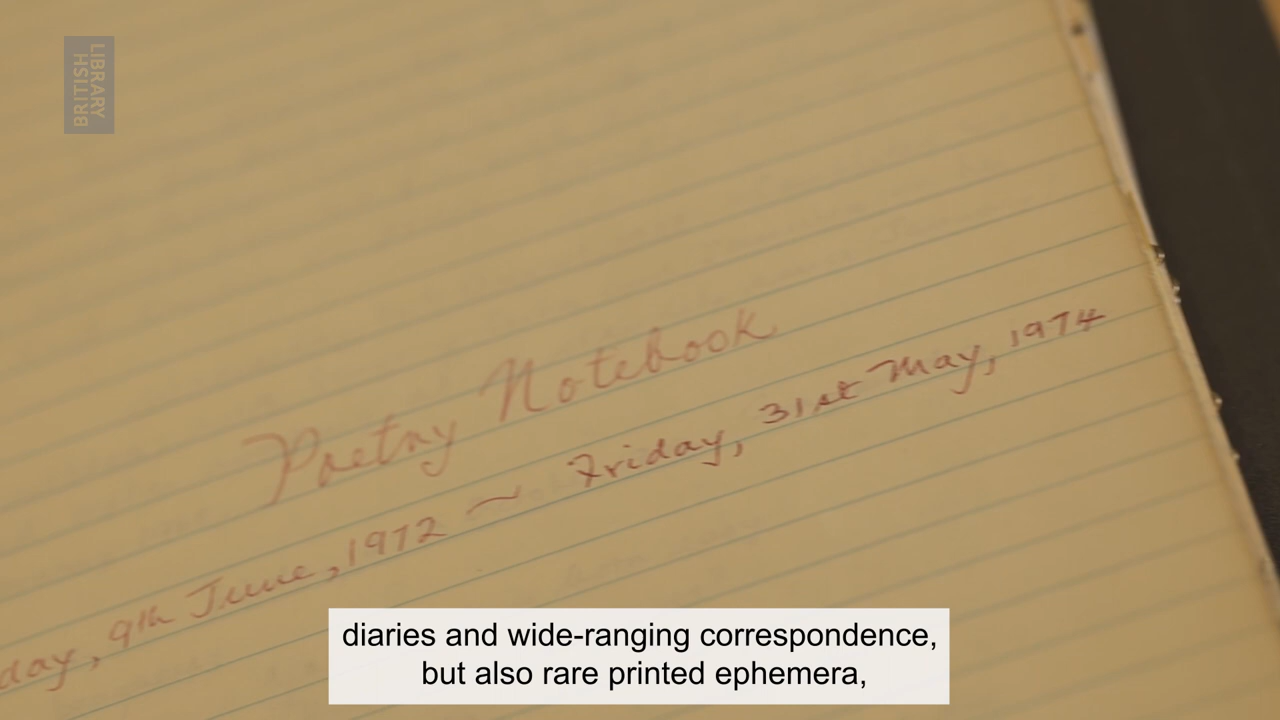 BRITISH
LIBRARY
Poetry Notebook
day, 9th June, 1972 ~ Friday, 31st May, 1974
diaries and wide-ranging correspondence,
but also rare printed ephemera,